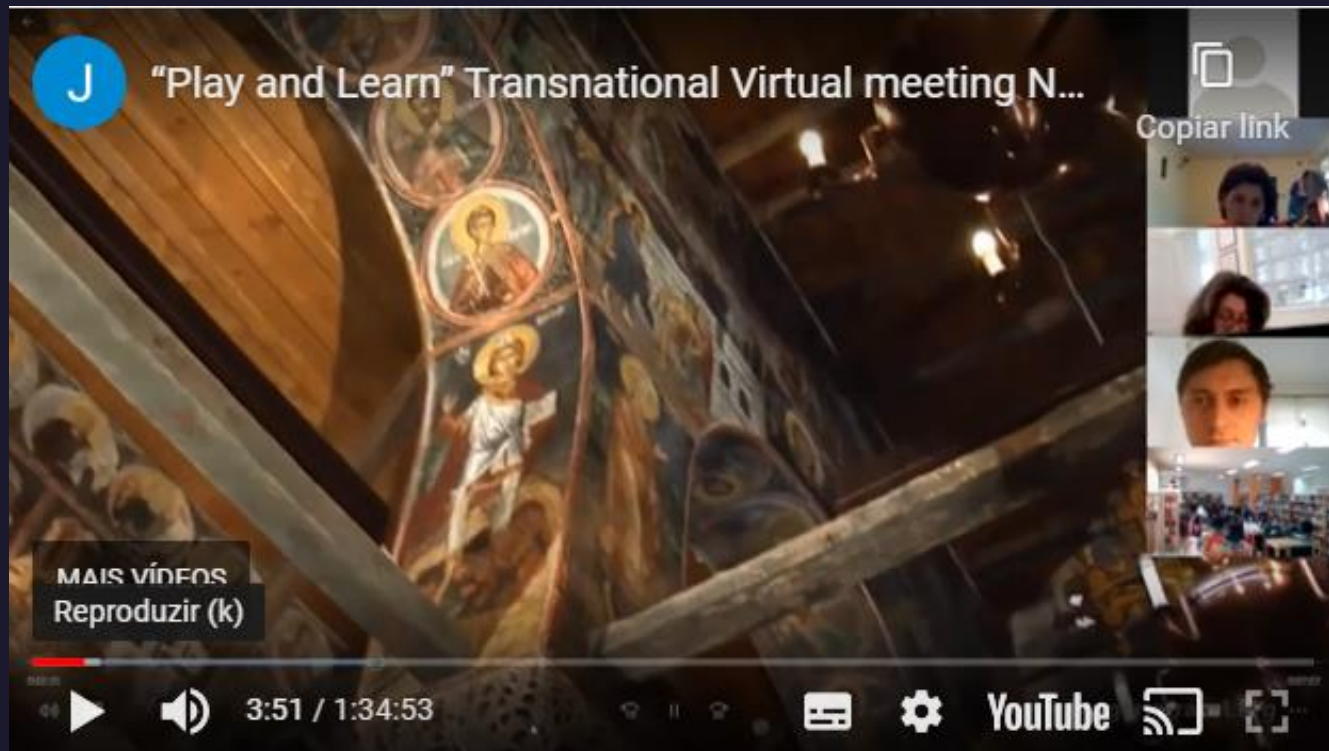 J
“Play and Learn” Transnational Virtual meeting N...
Copiar link
MAIS VÍDEOS
Reproduzir (k)
3:51 / 1:34:53
YouTube